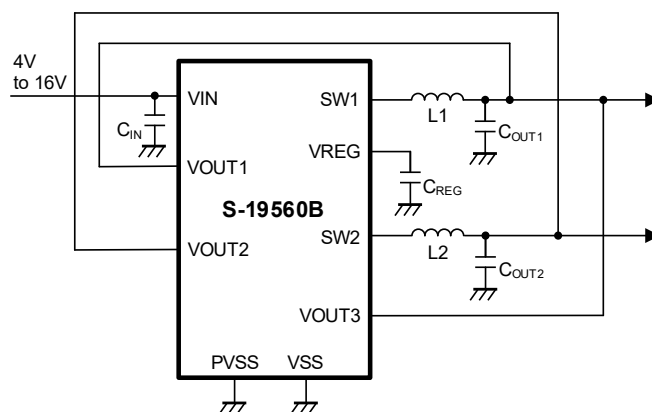 4V
to 16V
VIN
SW1
L1
C_IN
C_OUT1
VREG
VOUT1
C_REG
S-19560B
SW2
VOUT2
L2
C_OUT2
VOUT3
PVSS
VSS